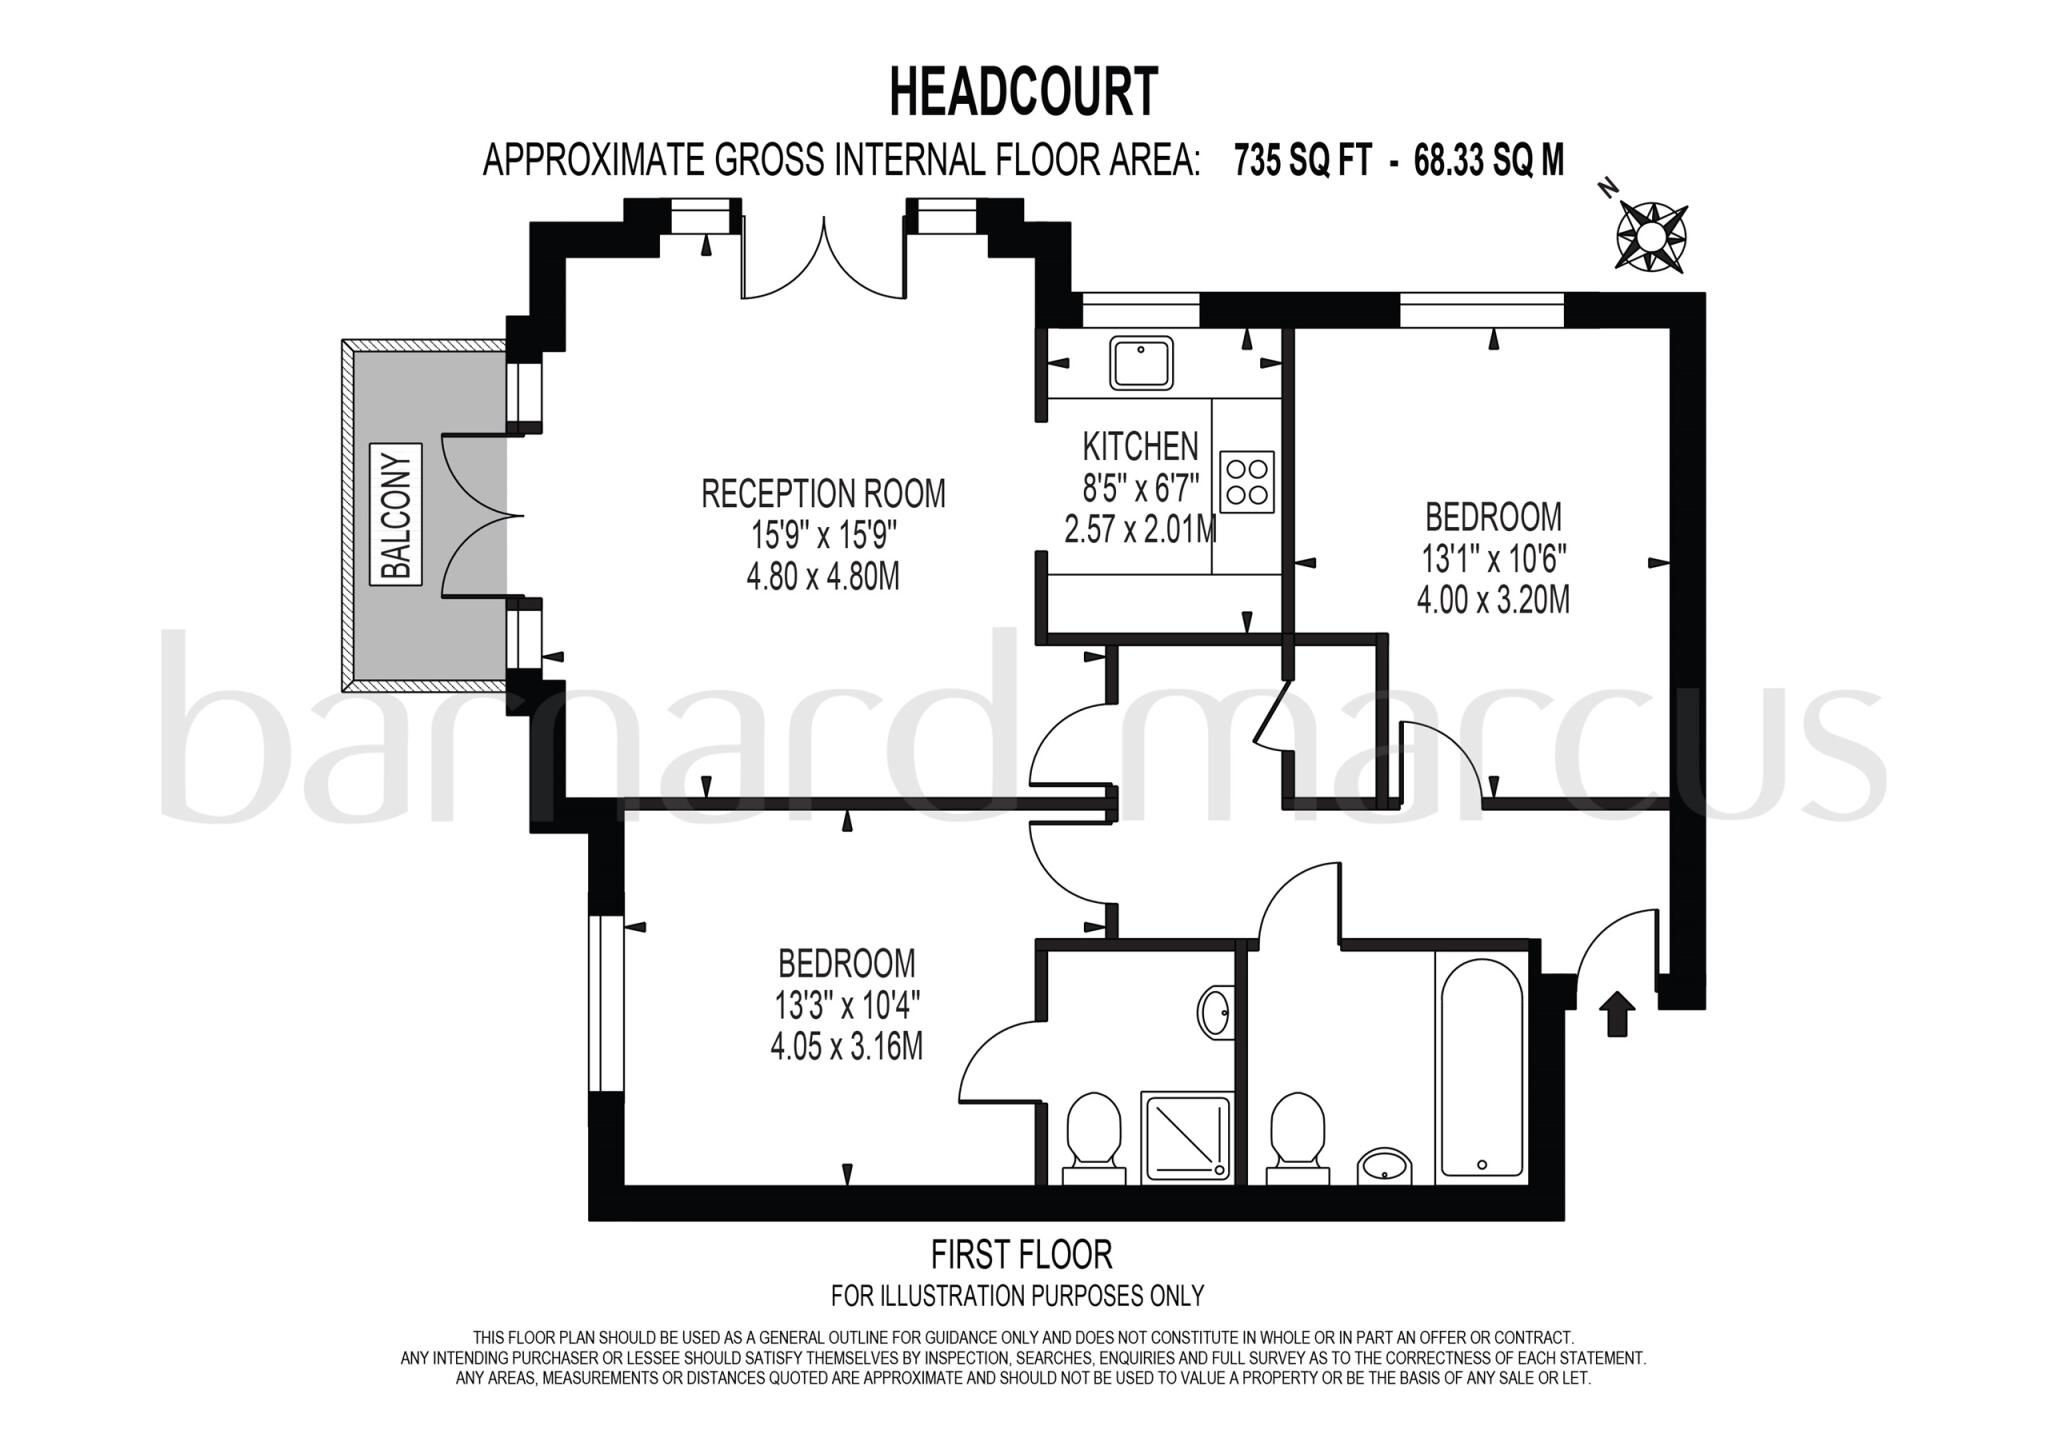 HEADCOURT
APPROXIMATE GROSS INTERNAL FLOOR AREA: 735 SQ FT - 68.33 SQ M
N
BALCONY
RECEPTION ROOM
15'9" x 15'9"
4.80 x 4.80M
KITCHEN
8'5" x 6'7"
2.57 x 2.01M
BEDROOM
13'1" x 10'6"
4.00 x 3.20M
barnard marcus
BEDROOM
13'3" x 10'4"
4.05 x 3.16M
FIRST FLOOR
FOR ILLUSTRATION PURPOSES ONLY
THIS FLOOR PLAN SHOULD BE USED AS A GENERAL OUTLINE FOR GUIDANCE ONLY AND DOES NOT CONSTITUTE IN WHOLE OR IN PART AN OFFER OR CONTRACT.
ANY INTENDING PURCHASER OR LESSEE SHOULD SATISFY THEMSELVES BY INSPECTION, SEARCHES, ENQUIRIES AND FULL SURVEY AS TO THE CORRECTNESS OF EACH STATEMENT.
ANY AREAS, MEASUREMENTS OR DISTANCES QUOTED ARE APPROXIMATE AND SHOULD NOT BE USED TO VALUE A PROPERTY OR BE THE BASIS OF ANY SALE OR LET.